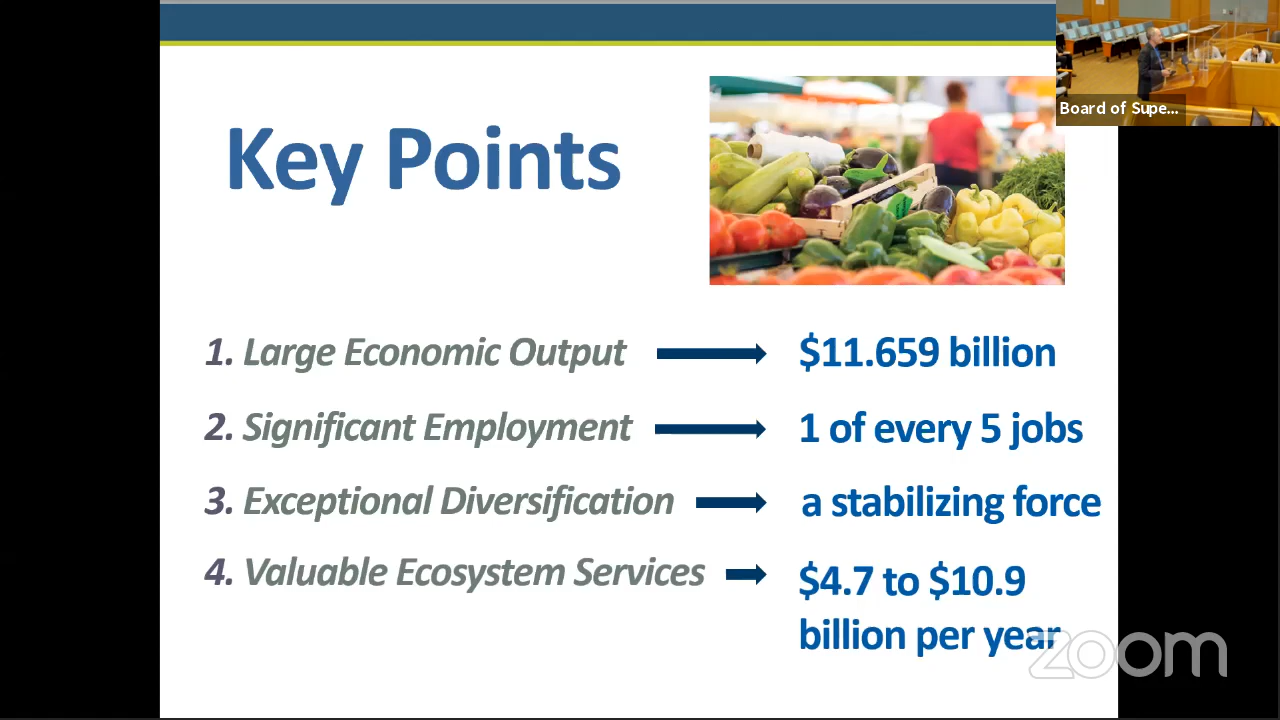 Board of Supe...
Key Points
1. Large Economic Output $11.659 billion
2. Significant Employment 1 of every 5 jobs
3. Exceptional Diversification a stabilizing force
4. Valuable Ecosystem Services $4.7 to $10.9
billion per year
zoom